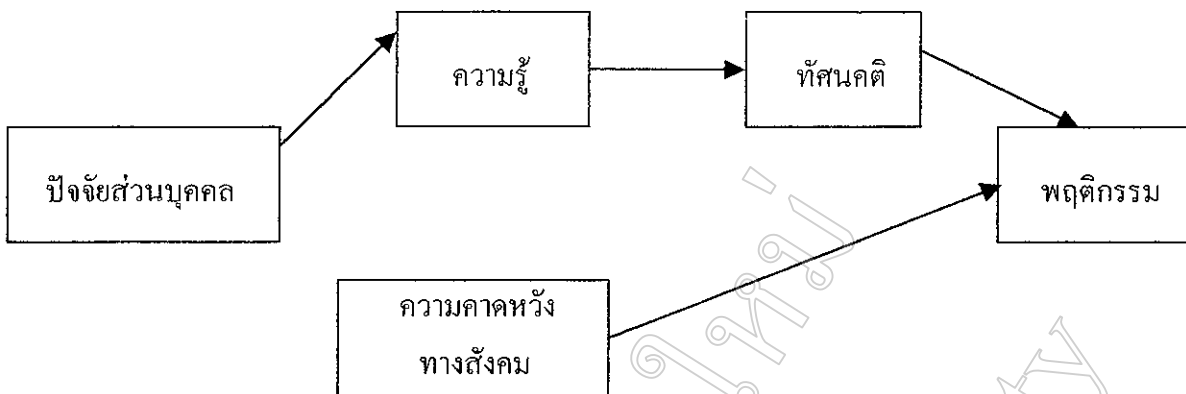 ความรู้
ทัศนคติ
ปัจจัยส่วนบุคคล
พฤติกรรม
ความคาดหวัง
ทางสังคม